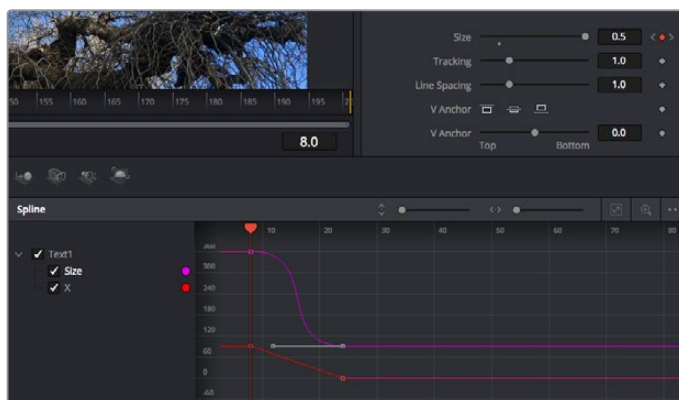 Size 0.5
Tracking 1.0
Line Spacing 1.0
V Anchor
V Anchor 0.0
Top Bottom
50 155 160 165 170 175 180 185 190 195
8.0
Spline
10 20 30 40 50 60 70 80
Text1
Size
X
360
300
240
180
120
60
0
-60